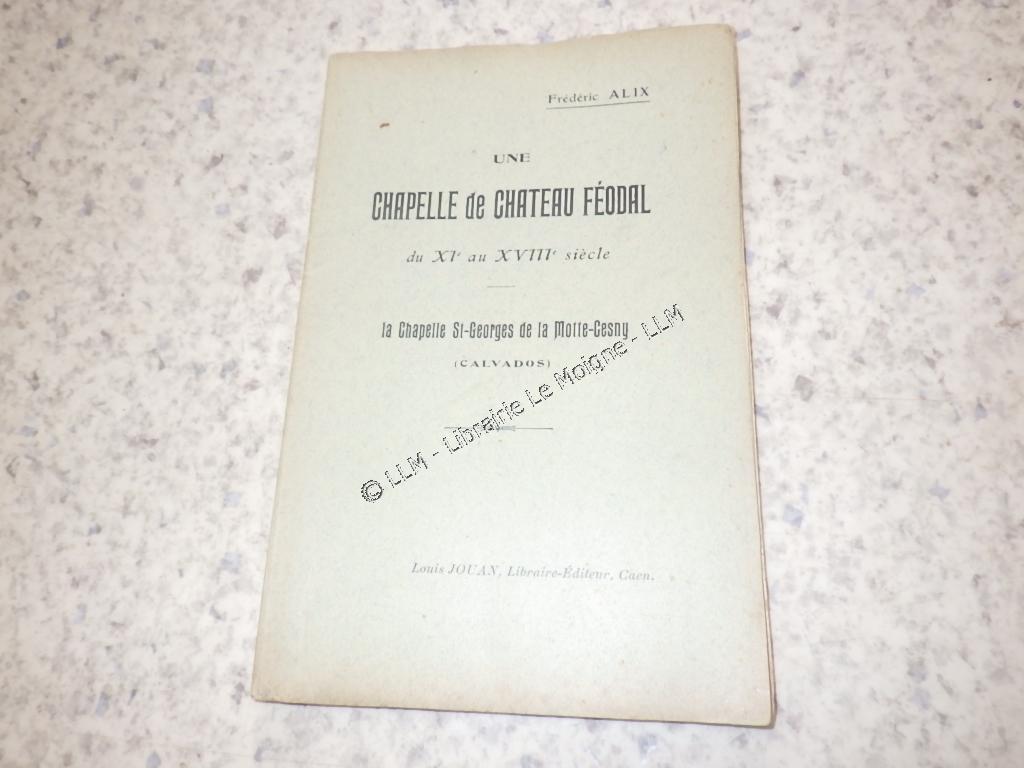 Frédéric ALIX
UNE
CHAPELLE de CHATEAU FÉODAL
du XIe au XVIIIe siècle
la Chapelle St-Georges de la Motte-Cesny
(CALVADOS)
© LLM - Librairie Le Moigne - LLM
Louis JOUAN, Libraire-Éditeur, Caen.